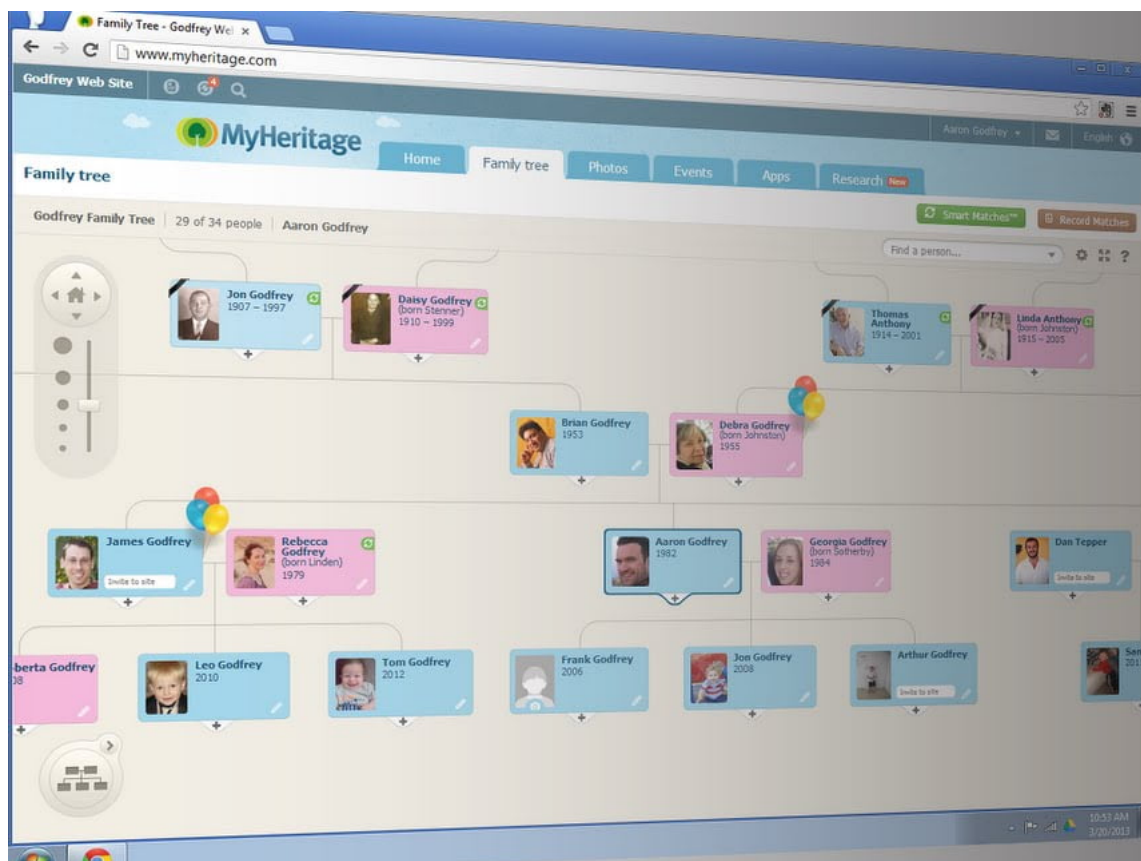 Family Tree - Godfrey Wel
www.myheritage.com
Godfrey Web Site
4
Aaron Godfrey
English
MyHeritage
Home
Family tree
Photos
Events
Apps
Research New
Family tree
Smart Matches™
Record Matches
Godfrey Family Tree
29 of 34 people
Aaron Godfrey
Find a person...
?
Jon Godfrey
1907 – 1997
Daisy Godfrey
(born Stenner)
1910 – 1999
Thomas
Anthony
1914 – 2001
Linda Anthony
(born Johnston)
1915 – 2005
Brian Godfrey
1953
Debra Godfrey
(born Johnston)
1955
James Godfrey
Invite to site
Rebecca
Godfrey
(born Linden)
1979
Aaron Godfrey
1982
Georgia Godfrey
(born Sotherby)
1984
Dan Tepper
Invite to site
berta Godfrey
08
Leo Godfrey
2010
Tom Godfrey
2012
Frank Godfrey
2006
Jon Godfrey
2008
Arthur Godfrey
Invite to site
Sam
201
10:53 AM
3/20/2013